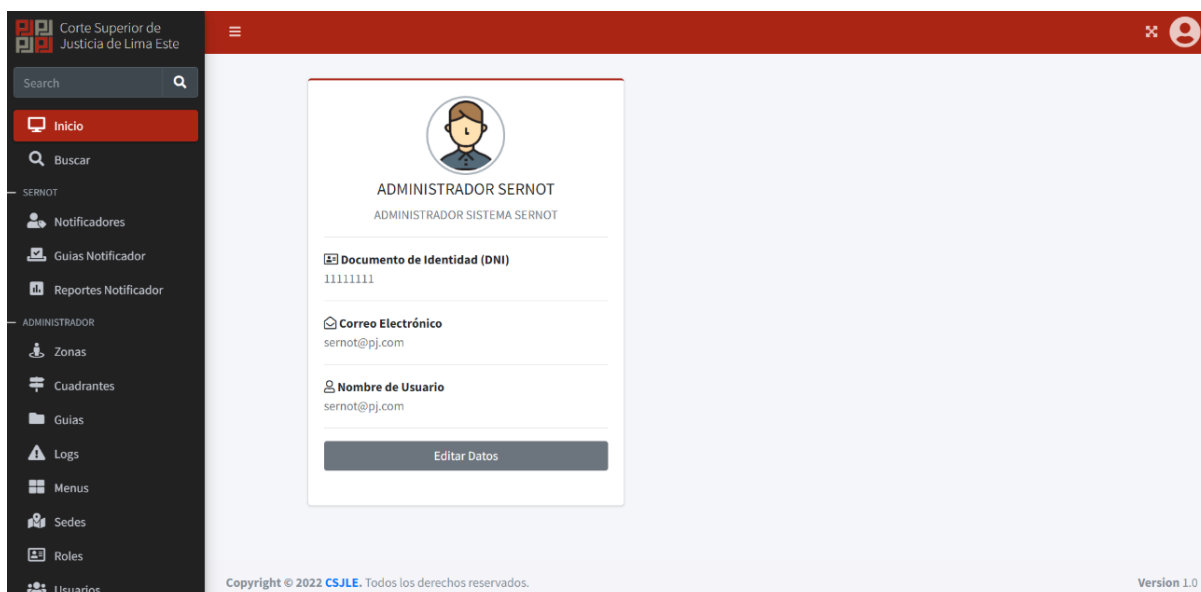 Corte Superior de
Justicia de Lima Este
Search
Inicio
Buscar
SERNOT
Notificadores
Guias Notificador
Reportes Notificador
ADMINISTRADOR
Zonas
Cuadrantes
Guias
Logs
Menus
Sedes
Roles
Usuarios
ADMINISTRADOR SERNOT
ADMINISTRADOR SISTEMA SERNOT
Documento de Identidad (DNI)
11111111
Correo Electrónico
sernot@pj.com
Nombre de Usuario
sernot@pj.com
Editar Datos
Copyright © 2022 CSJLE. Todos los derechos reservados.
Version 1.0